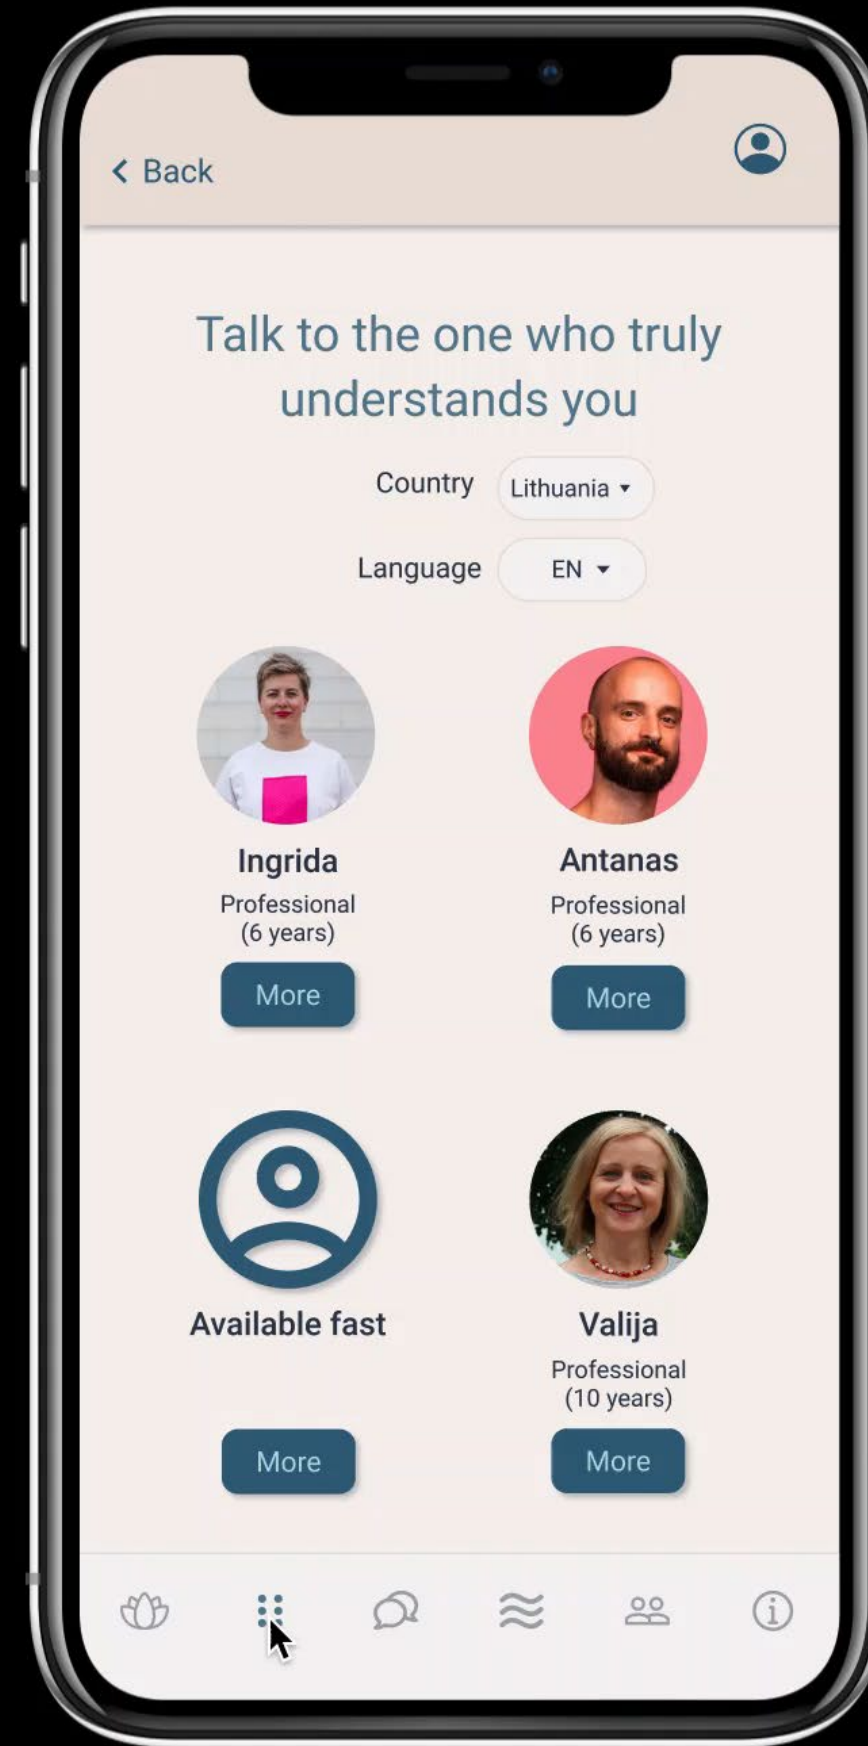 Back
Talk to the one who truly
understands you
Country Lithuania
Language EN
Ingrida
Professional
(6 years)
More
Antanas
Professional
(6 years)
More
Available fast
More
Valija
Professional
(10 years)
More